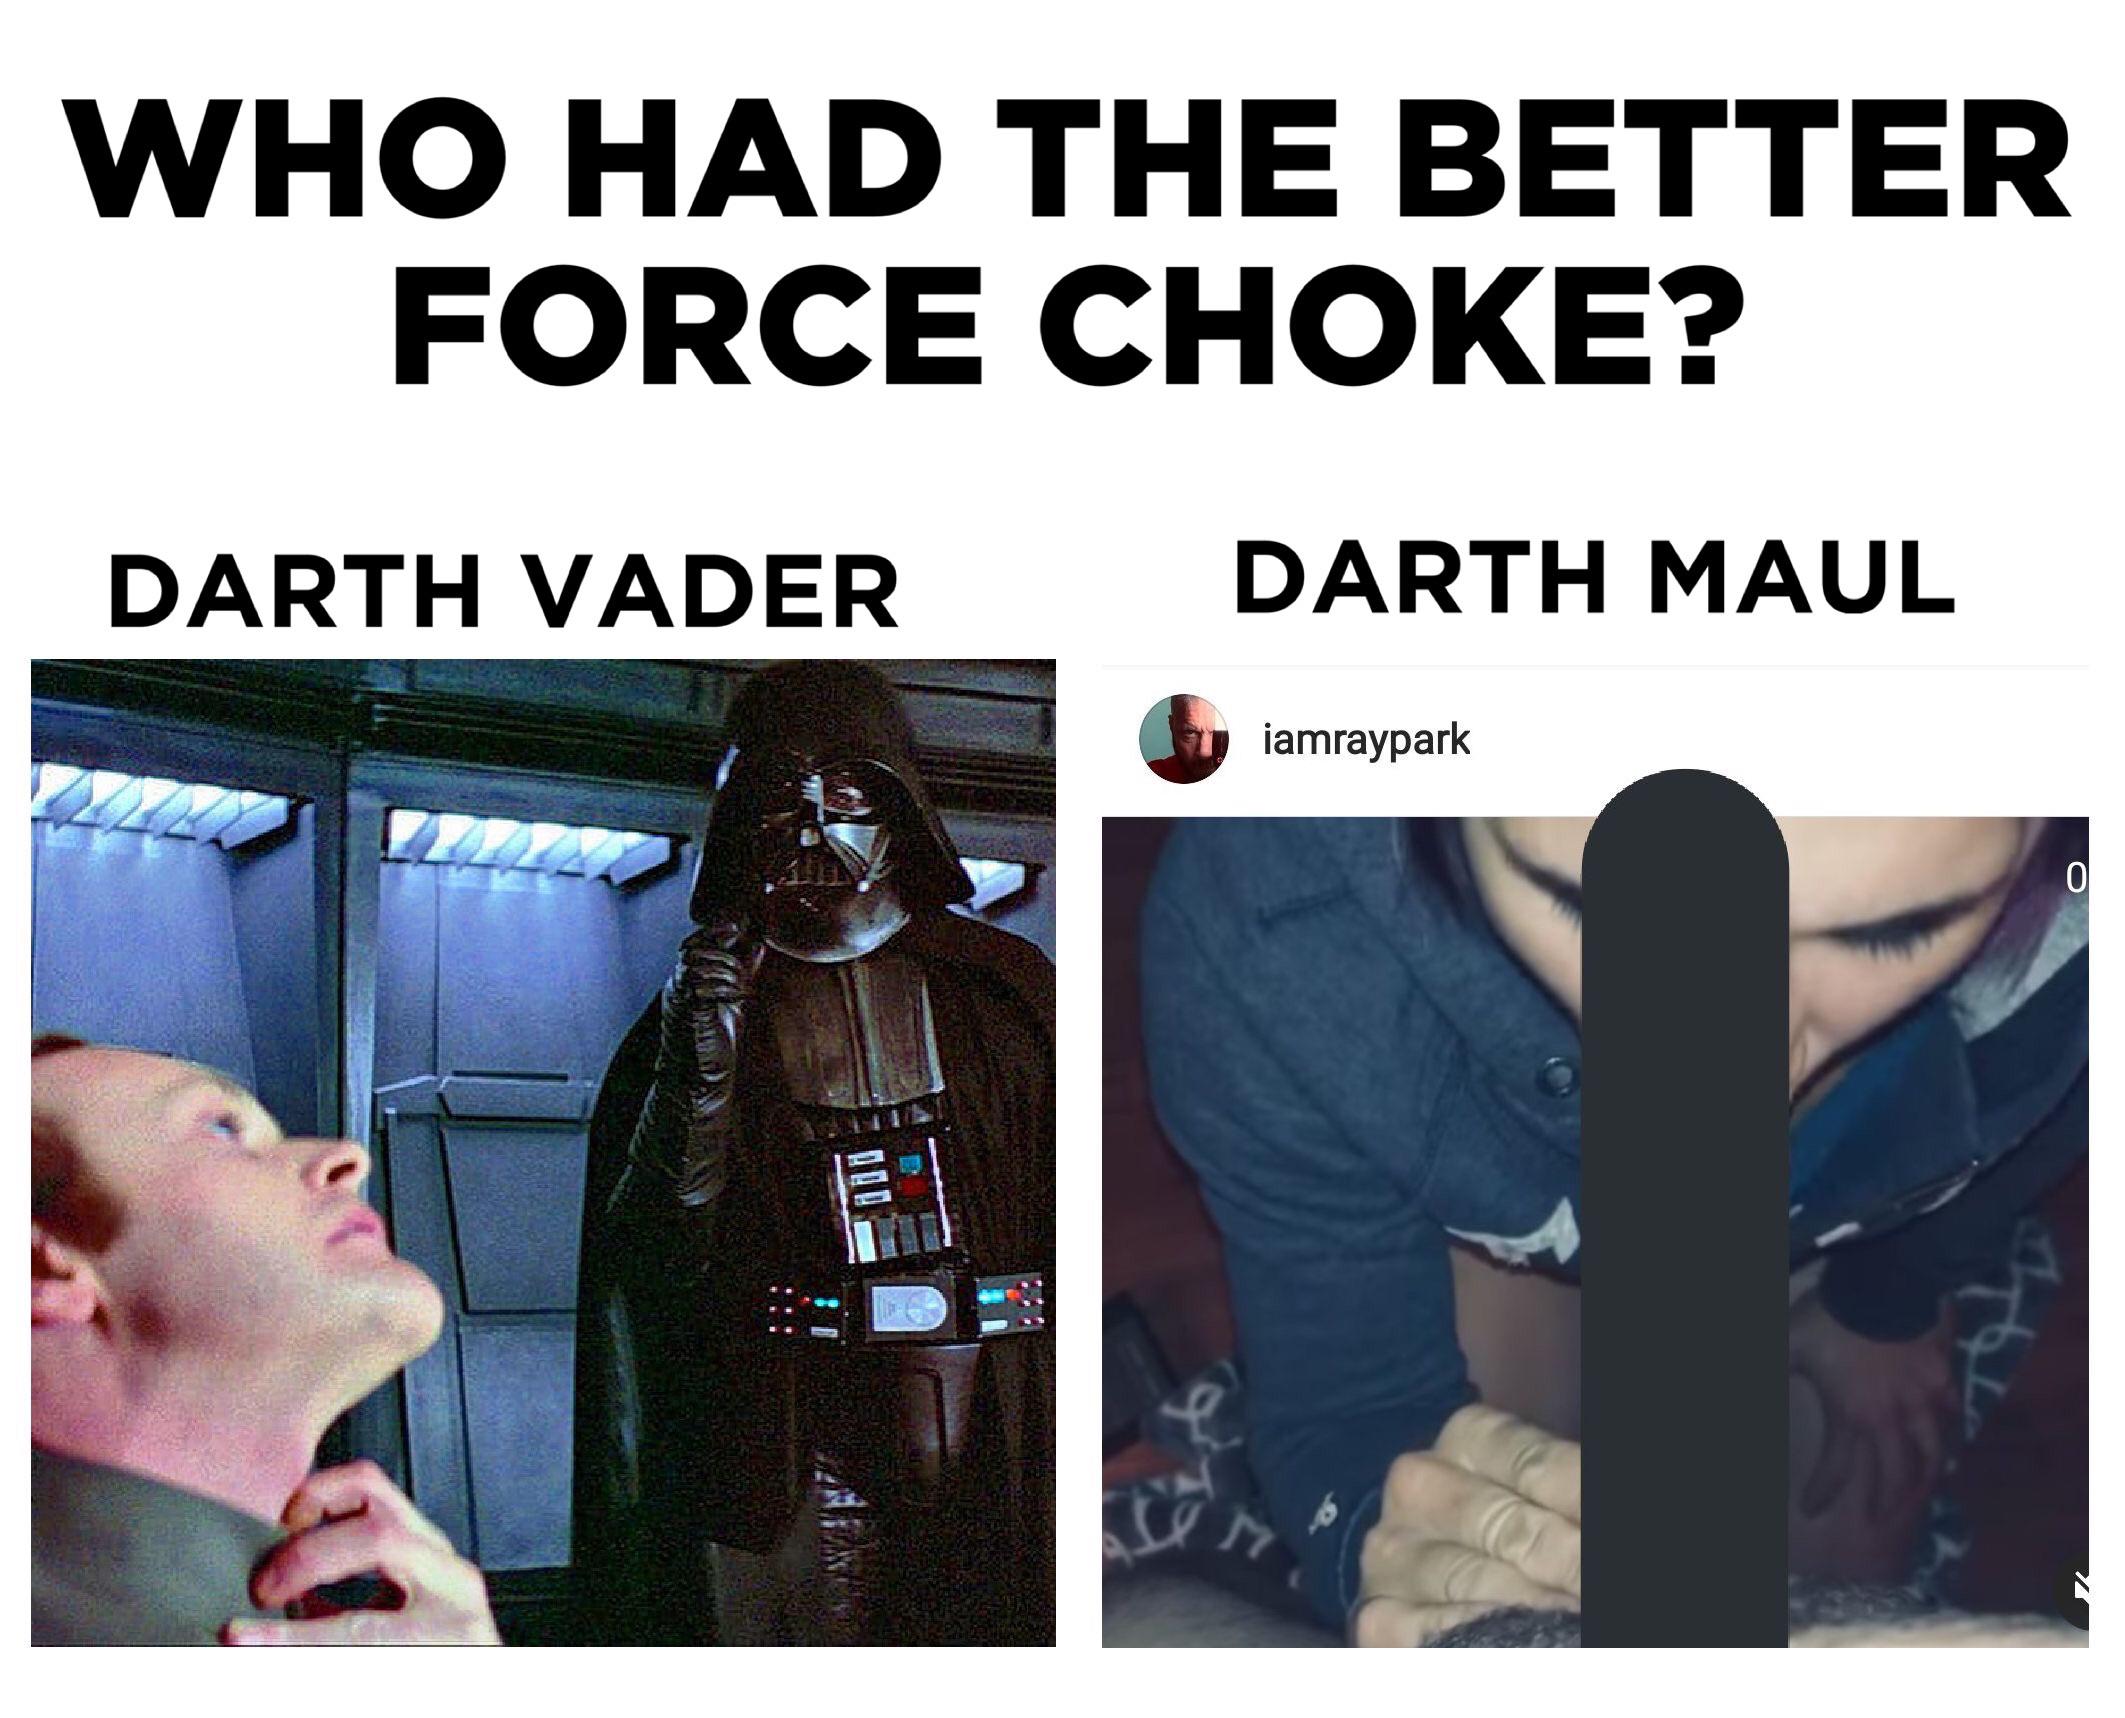 WHO HAD THE BETTER
FORCE CHOKE?
DARTH VADER
DARTH MAUL
iamraypark
0